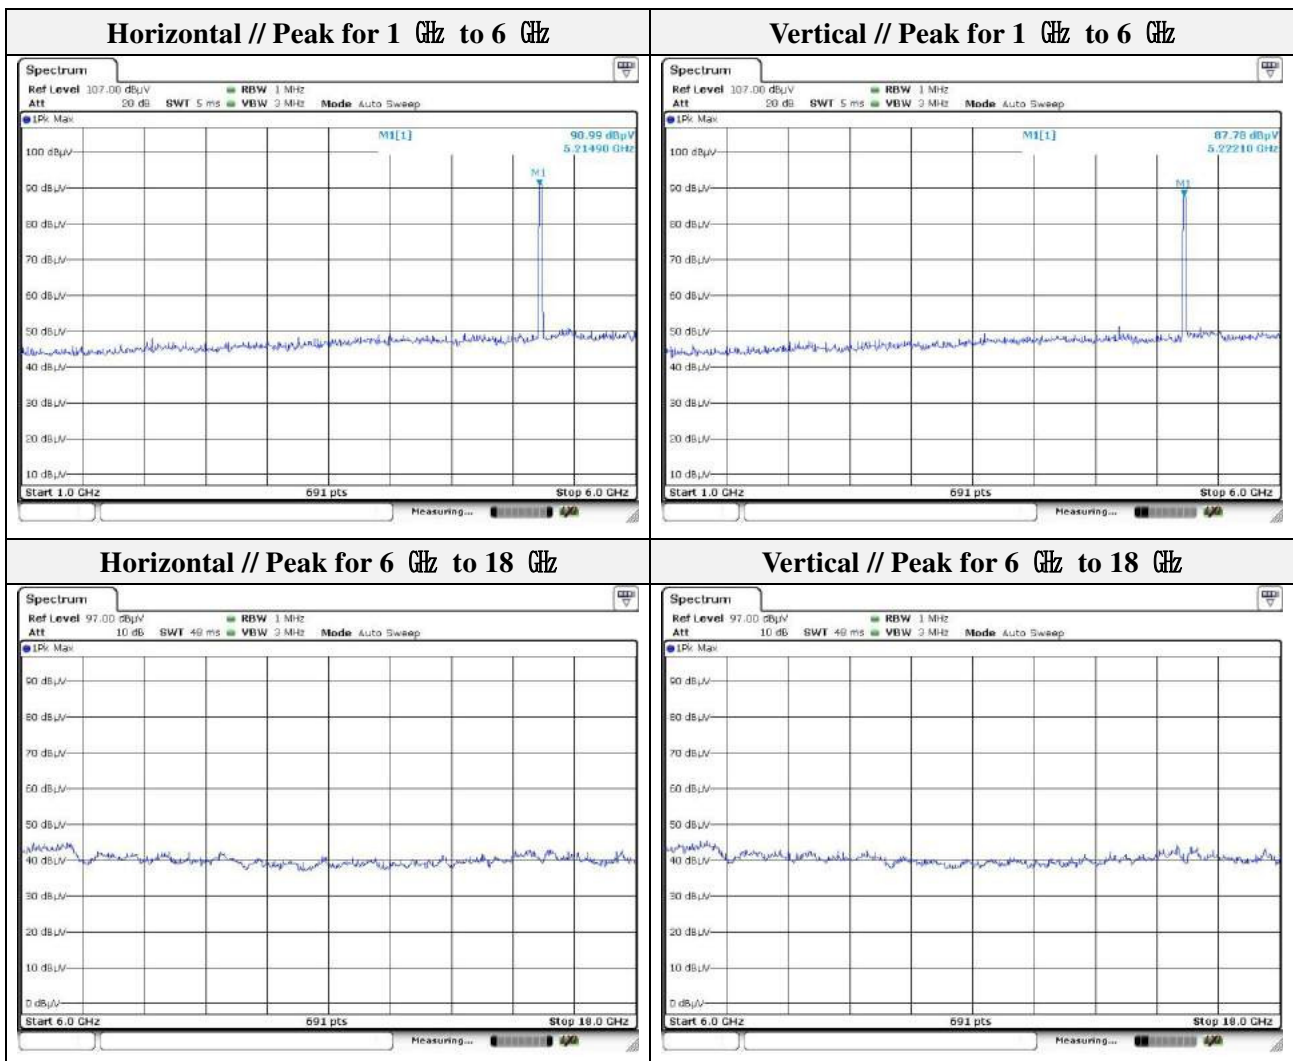 Horizontal // Peak for 1 ㎓ to 6 ㎓
Spectrum
Ref Level 107.00 dBµV RBW 1 MHz
Att 20 dB SWT 5 ms VBW 3 MHz Mode Auto Sweep
1Pk Max
M1[1] 90.99 dBµV
5.21490 GHz
M1
100 dBµV
90 dBµV
80 dBµV
70 dBµV
60 dBµV
50 dBµV
40 dBµV
30 dBµV
20 dBµV
10 dBµV
Start 1.0 GHz 691 pts Stop 6.0 GHz
Measuring...
Vertical // Peak for 1 ㎓ to 6 ㎓
Spectrum
Ref Level 107.00 dBµV RBW 1 MHz
Att 20 dB SWT 5 ms VBW 3 MHz Mode Auto Sweep
1Pk Max
M1[1] 87.78 dBµV
5.22210 GHz
M1
100 dBµV
90 dBµV
80 dBµV
70 dBµV
60 dBµV
50 dBµV
40 dBµV
30 dBµV
20 dBµV
10 dBµV
Start 1.0 GHz 691 pts Stop 6.0 GHz
Measuring...
Horizontal // Peak for 6 ㎓ to 18 ㎓
Spectrum
Ref Level 97.00 dBµV RBW 1 MHz
Att 10 dB SWT 48 ms VBW 3 MHz Mode Auto Sweep
1Pk Max
90 dBµV
80 dBµV
70 dBµV
60 dBµV
50 dBµV
40 dBµV
30 dBµV
20 dBµV
10 dBµV
0 dBµV
Start 6.0 GHz 691 pts Stop 18.0 GHz
Measuring...
Vertical // Peak for 6 ㎓ to 18 ㎓
Spectrum
Ref Level 97.00 dBµV RBW 1 MHz
Att 10 dB SWT 48 ms VBW 3 MHz Mode Auto Sweep
1Pk Max
90 dBµV
80 dBµV
70 dBµV
60 dBµV
50 dBµV
40 dBµV
30 dBµV
20 dBµV
10 dBµV
0 dBµV
Start 6.0 GHz 691 pts Stop 18.0 GHz
Measuring...